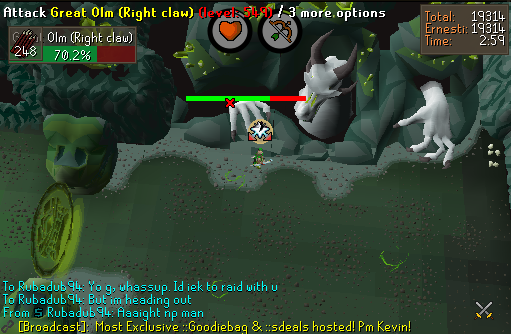 Attack Great Olm (Right claw) (level: 549) / 3 more options
Total: 19314
Ernesti: 19314
Time: 2:59
Olm (Right claw)
248
70.2%
To Rubadub94: Yo g, whassup. Id iek to raid with u
To Rubadub94: But im heading out
From S Rubadub94: Aaaight np man
[Broadcast]: Most Exclusive ::Goodiebag & ::sdeals hosted! Pm Kevin!